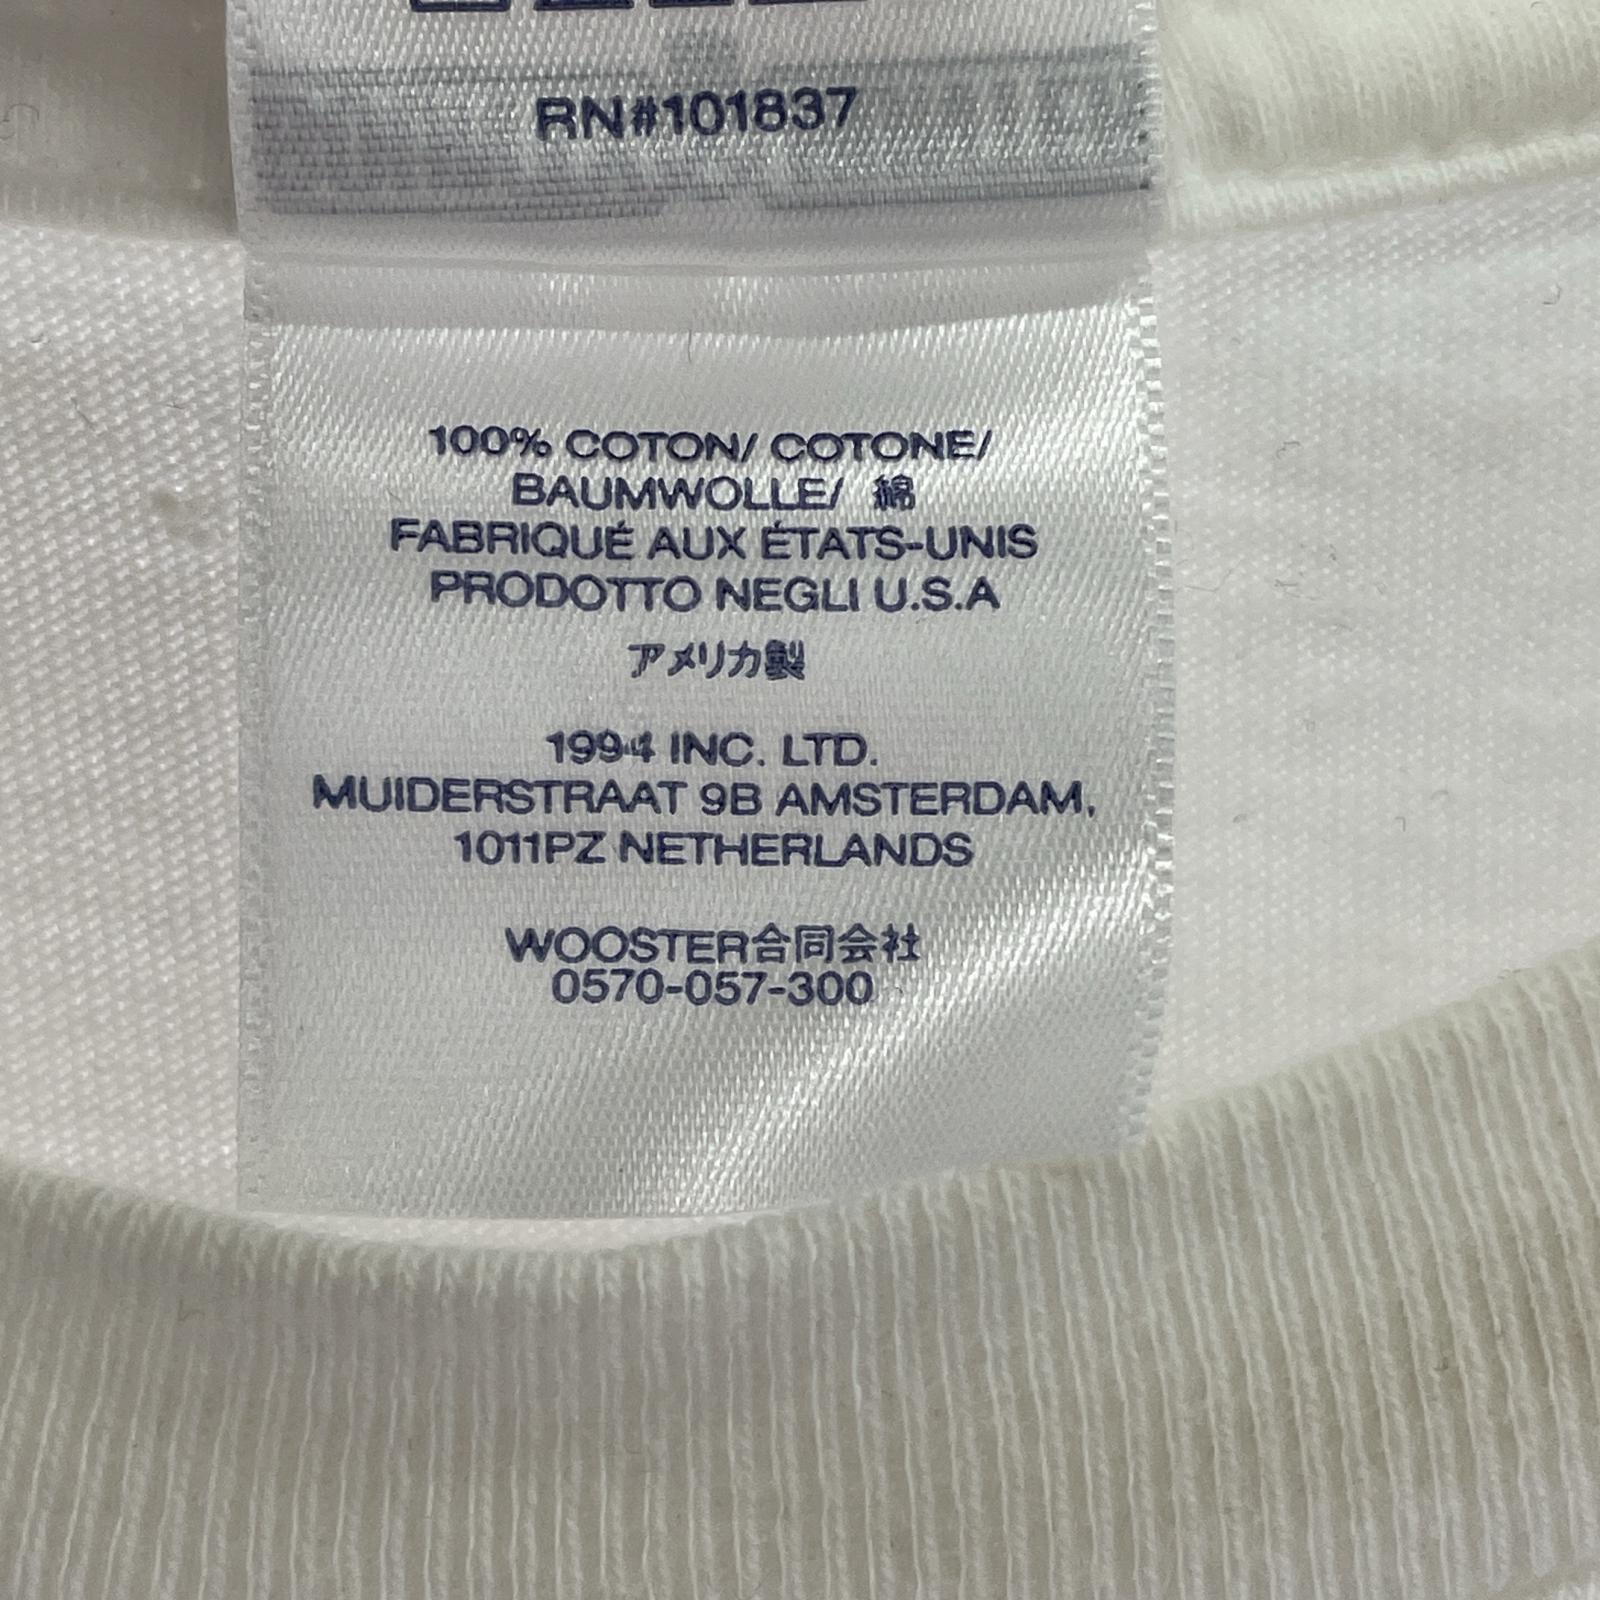 RN#101837
100% COTON/ COTONE/
BAUMWOLLE/ 綿
FABRIQUÉ AUX ÉTATS-UNIS
PRODOTTO NEGLI U.S.A
アメリカ製
1994 INC. LTD.
MUIDERSTRAAT 9B AMSTERDAM,
1011PZ NETHERLANDS
WOOSTER合同会社
0570-057-300